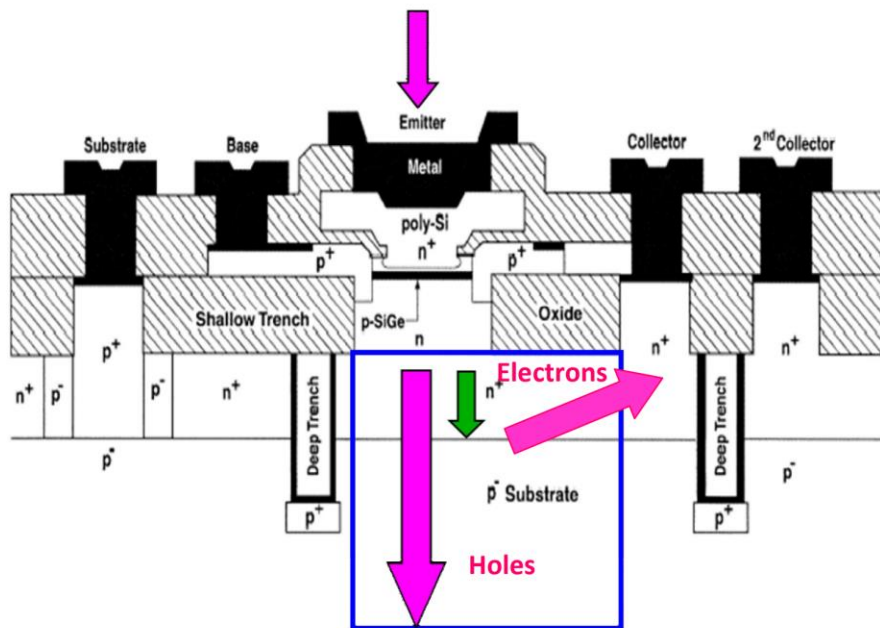 Emitter
Substrate
Base
Collector
2nd Collector
Metal
poly-Si
n+
p+
p+
Shallow Trench
p-SiGe
Oxide
n
p+
n+
n+
n+
p-
p-
n+
n+
Electrons
Deep Trench
Deep Trench
p-
p- Substrate
p-
p+
p+
Holes